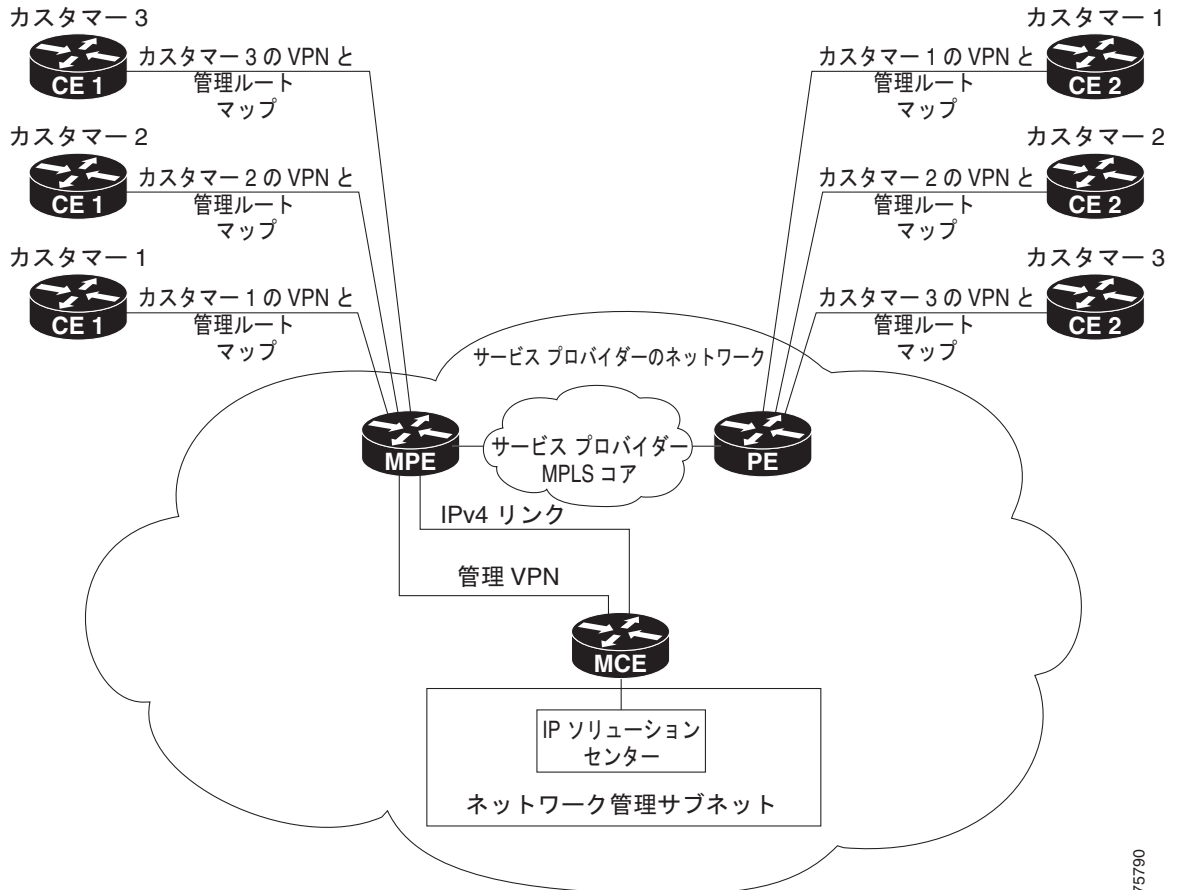 カスタマー 3
CE 1
カスタマー 3 の VPN と
管理ルート
マップ
カスタマー 2
CE 1
カスタマー 2 の VPN と
管理ルート
マップ
カスタマー 1
CE 1
カスタマー 1 の VPN と
管理ルート
マップ
カスタマー 1
カスタマー 1 の VPN と
管理ルート
マップ
CE 2
カスタマー 2
カスタマー 2 の VPN と
管理ルート
マップ
CE 2
カスタマー 3
カスタマー 3 の VPN と
管理ルート
マップ
CE 2
サービス プロバイダーのネットワーク
MPE
サービス プロバイダー
MPLS コア
PE
IPv4 リンク
管理 VPN
MCE
IP ソリューション
センター
ネットワーク管理サブネット
75790